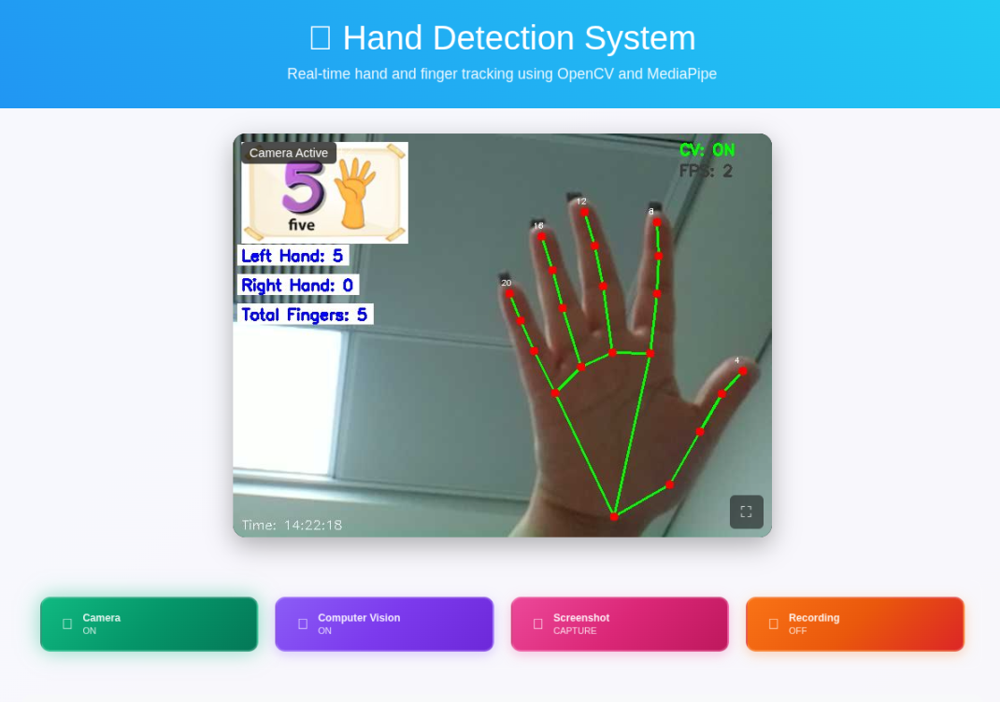 Hand Detection System
Real-time hand and finger tracking using OpenCV and MediaPipe
Camera Active
CV: ON
FPS: 2
5
five
Left Hand: 5
Right Hand: 0
Total Fingers: 5
12
16
20
4
Time: 14:22:18
Camera
ON
Computer Vision
ON
Screenshot
CAPTURE
Recording
OFF